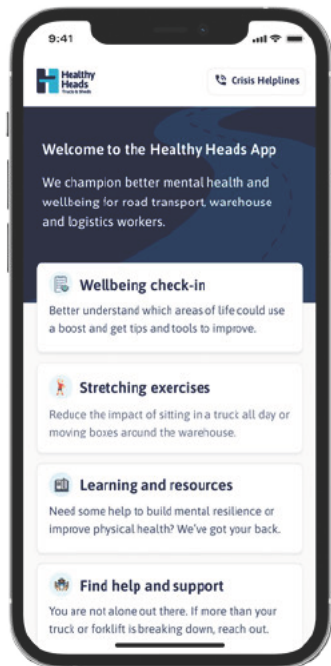 9:41
Healthy
Heads
Trucks & Sheds
Crisis Helplines
Welcome to the Healthy Heads App
We champion better mental health and
wellbeing for road transport, warehouse
and logistics workers.
Wellbeing check-in
Better understand which areas of life could use
a boost and get tips and tools to improve.
Stretching exercises
Reduce the impact of sitting in a truck all day or
moving boxes around the warehouse.
Learning and resources
Need some help to build mental resilience or
improve physical health? We've got your back.
Find help and support
You are not alone out there. If more than your
truck or forklift is breaking down, reach out.